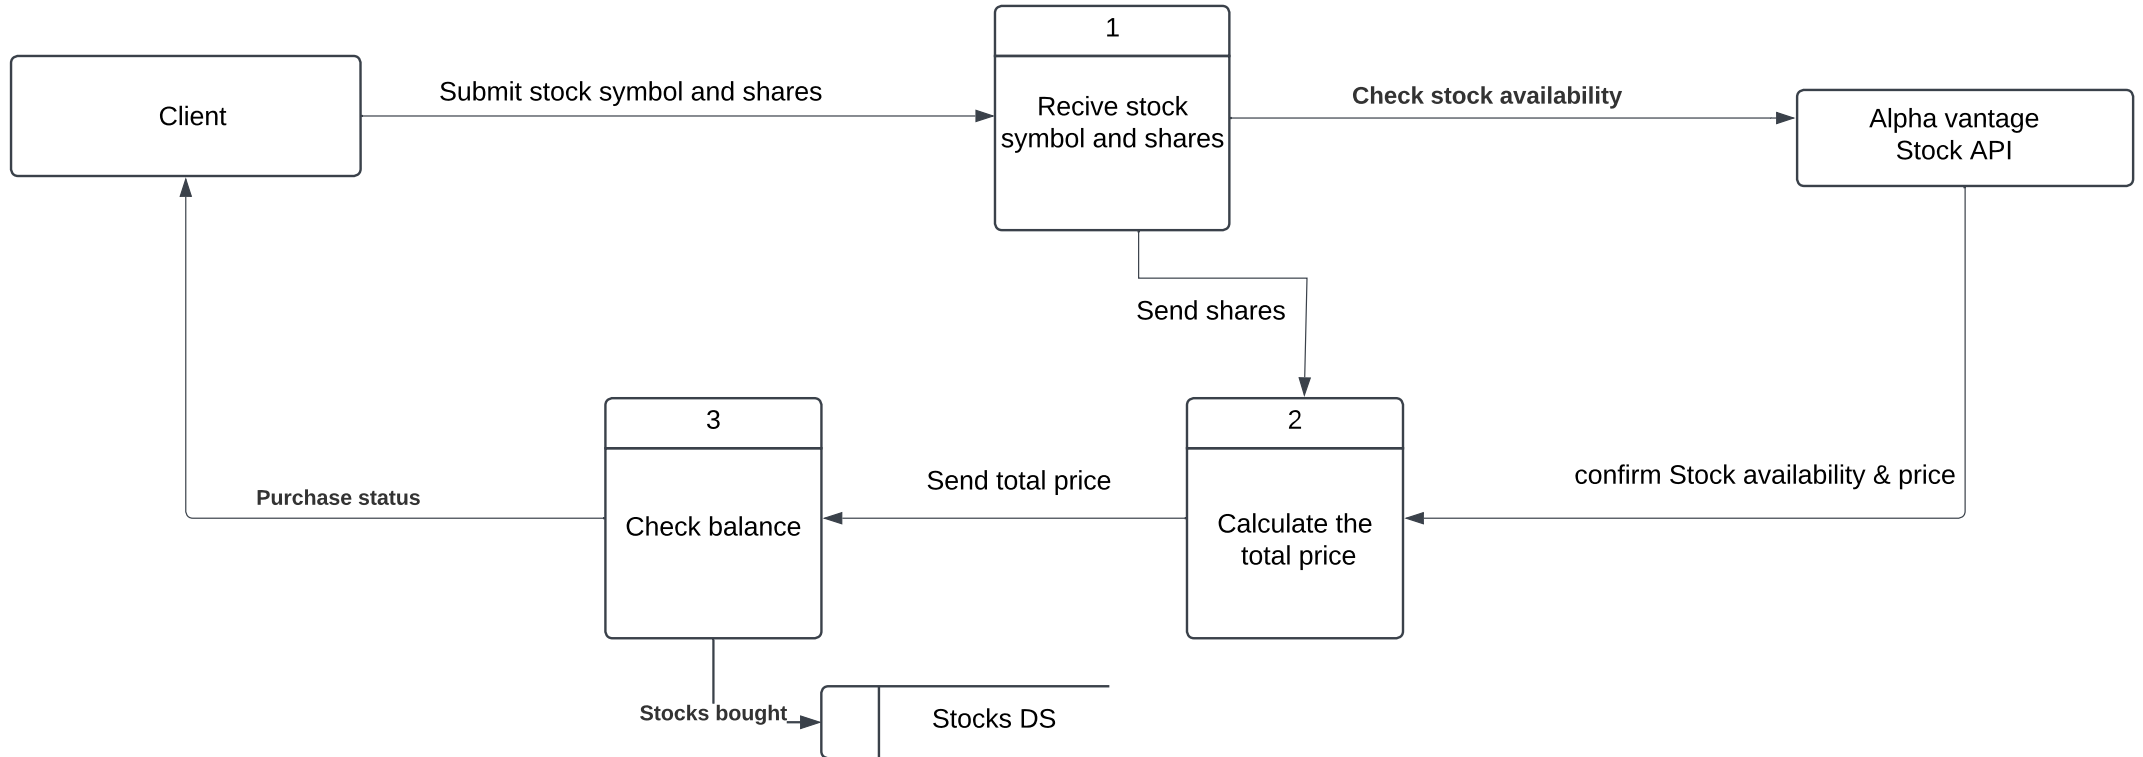 1
Client
Submit stock symbol and shares
Recive stock
symbol and shares
Check stock availability
Alpha vantage
Stock API
Send shares
3
2
Purchase status
Check balance
Send total price
Calculate the
total price
confirm Stock availability & price
Stocks bought
Stocks DS